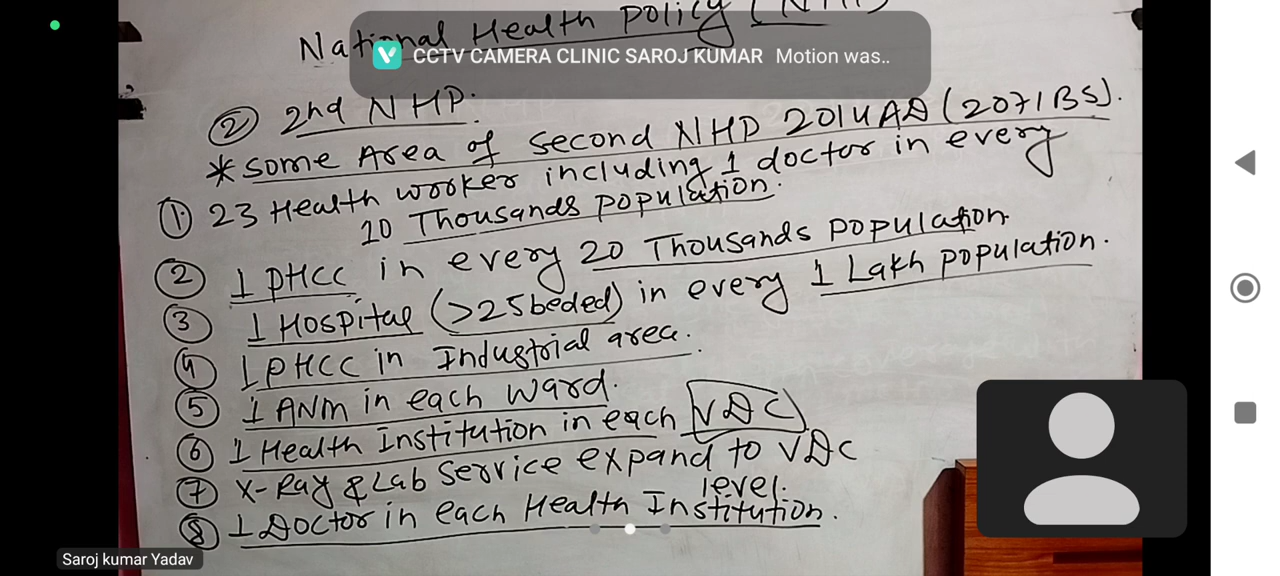 National Health Policy (NHP)
CCTV CAMERA CLINIC SAROJ KUMAR Motion was..
② 2nd NHP:
*some Area of second NHP 2014AD (2071BS).
① 23 Health worker including 1 doctor in every
10 Thousands population.
② 1 PHCC in every 20 Thousands population.
③ 1 Hospital (>25beded) in every 1 Lakh population.
④ 1 PHCC in Industrial area.
⑤ 1 ANM in each ward.
⑥ 1 Health Institution in each VDC
⑦ X-Ray & Lab Service expand to VDC
level.
⑧ 1 Doctor in each Health Institution.
Saroj kumar Yadav